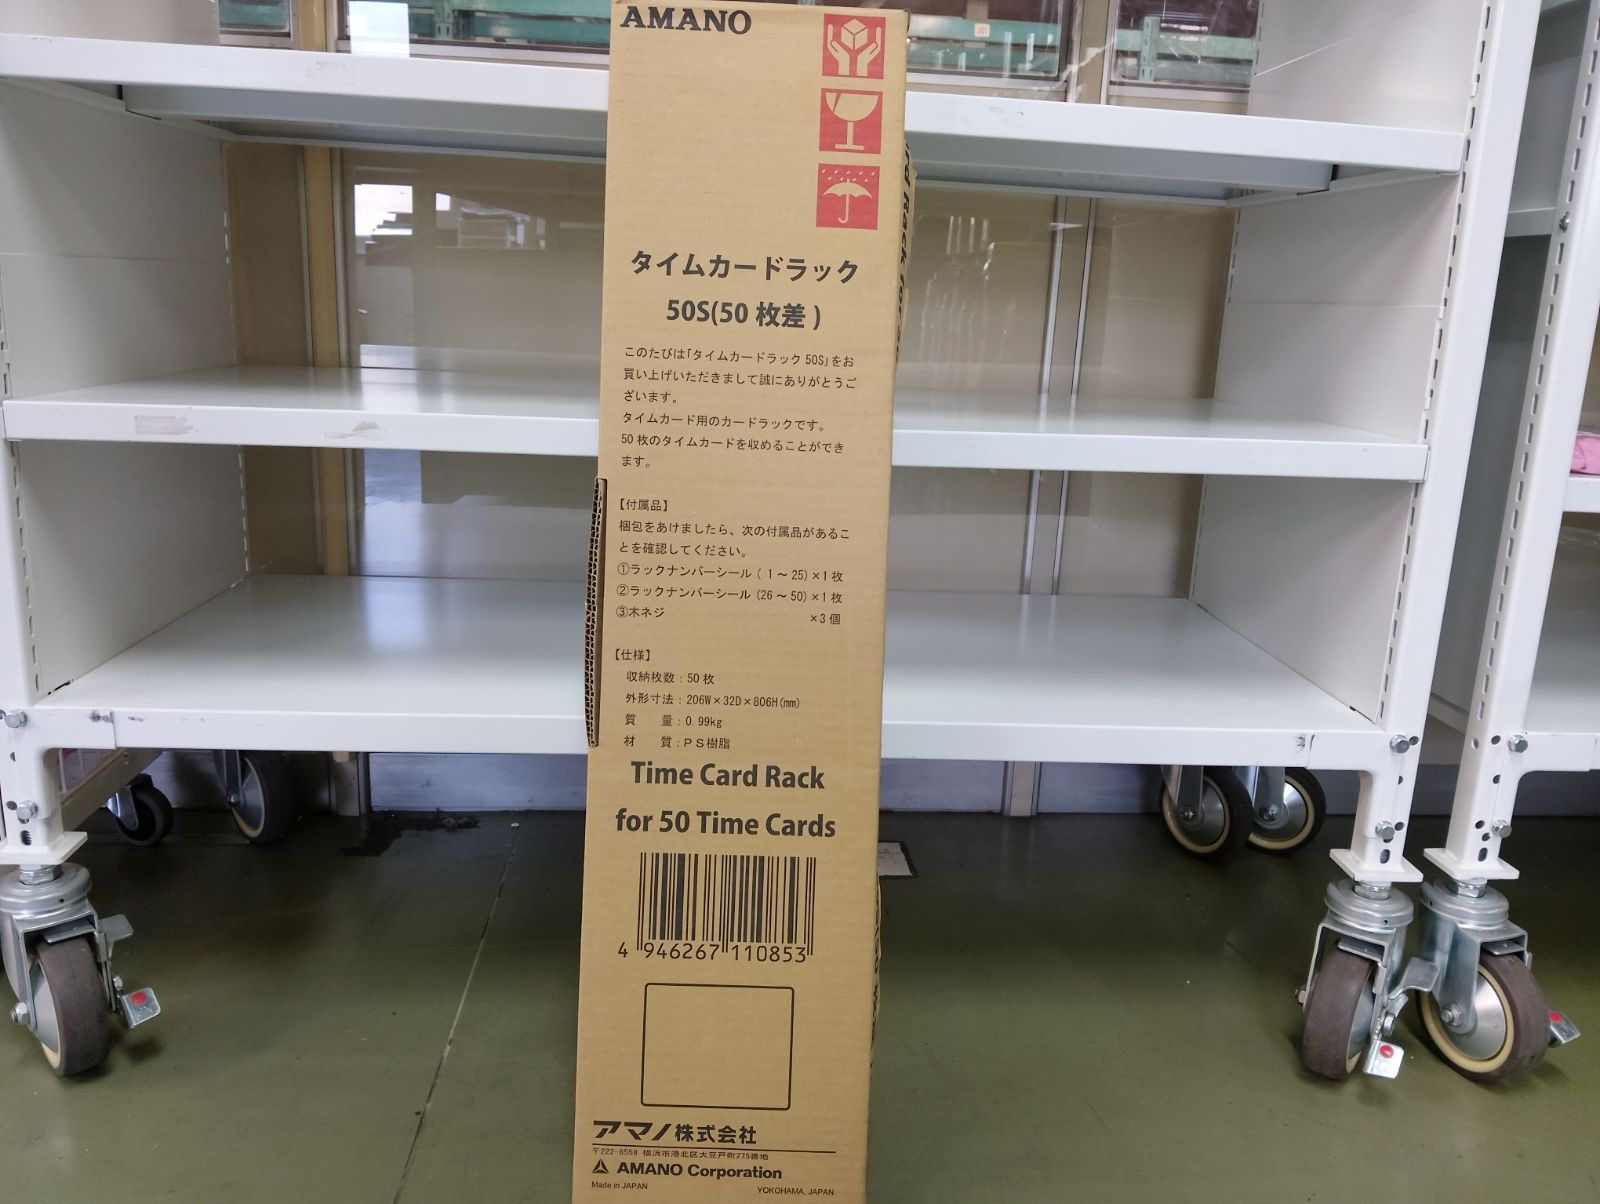 AMANO
タイムカードラック
50S(50 枚差 )
このたびは｢タイムカードラック 50S｣をお
買い上げいただきまして誠にありがとうご
ざいます。
タイムカード用のカードラックです。
50 枚のタイムカードを収めることができ
ます。
【付属品】
梱包をあけましたら、次の付属品があるこ
とを確認してください。
①ラックナンバーシール ( 1 ～ 25) ×1 枚
②ラックナンバーシール (26 ～ 50) ×1 枚
③木ネジ ×3 個
【仕様】
収納枚数：50 枚
外形寸法：206W×32D×806H(mm)
質　量：0.99kg
材　質：ＰＳ樹脂
Time Card Rack
for 50 Time Cards
4 946267 110853
アマノ株式会社
〒222-8558 横浜市港北区大豆戸町275番地
AMANO Corporation
Made in JAPAN YOKOHAMA, JAPAN